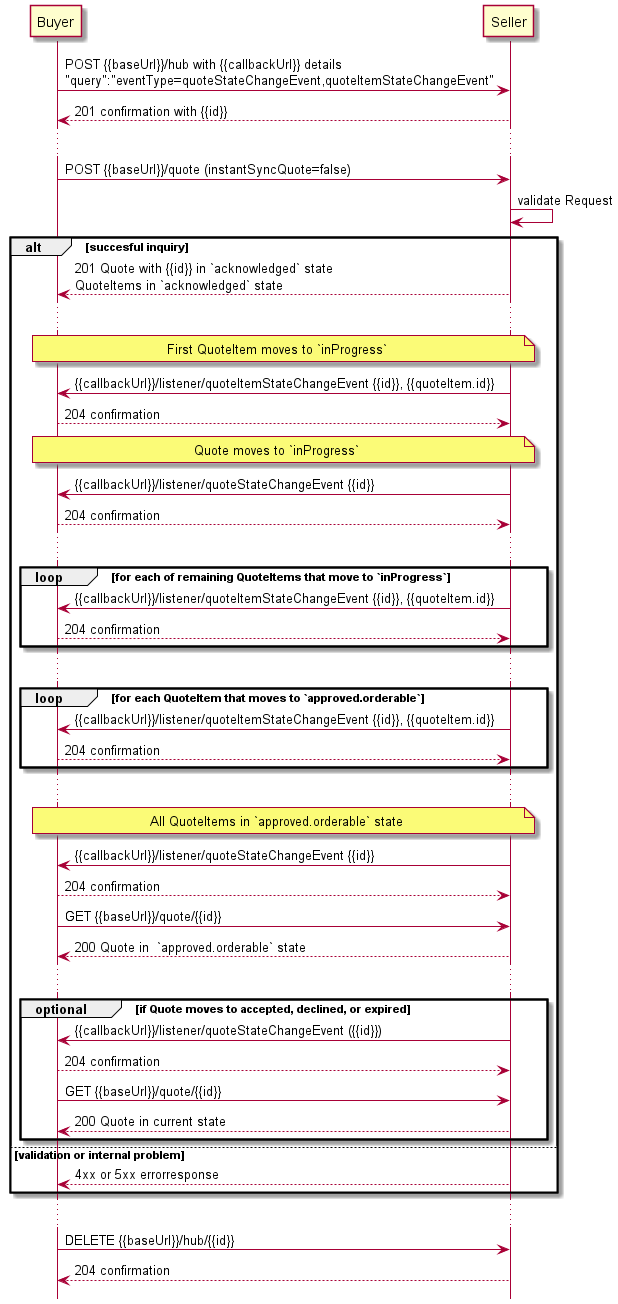 Buyer
Seller
POST {{baseUrl}}/hub with {{callbackUrl}} details
"query":"eventType=quoteStateChangeEvent,quoteItemStateChangeEvent"
201 confirmation with {{id}}
POST {{baseUrl}}/quote (instantSyncQuote=false)
validate Request
alt
[succesful inquiry]
201 Quote with {{id}} in `acknowledged` state
QuoteItems in `acknowledged` state
First QuoteItem moves to `inProgress`
{{callbackUrl}}/listener/quoteItemStateChangeEvent {{id}}, {{quoteItem.id}}
204 confirmation
Quote moves to `inProgress`
{{callbackUrl}}/listener/quoteStateChangeEvent {{id}}
204 confirmation
loop
[for each of remaining QuoteItems that move to `inProgress`]
{{callbackUrl}}/listener/quoteItemStateChangeEvent {{id}}, {{quoteItem.id}}
204 confirmation
loop
[for each QuoteItem that moves to `approved.orderable`]
{{callbackUrl}}/listener/quoteItemStateChangeEvent {{id}}, {{quoteItem.id}}
204 confirmation
All QuoteItems in `approved.orderable` state
{{callbackUrl}}/listener/quoteStateChangeEvent {{id}}
204 confirmation
GET {{baseUrl}}/quote/{{id}}
200 Quote in  `approved.orderable` state
optional
[if Quote moves to accepted, declined, or expired]
{{callbackUrl}}/listener/quoteStateChangeEvent ({{id}})
204 confirmation
GET {{baseUrl}}/quote/{{id}}
200 Quote in current state
[validation or internal problem]
4xx or 5xx errorresponse
DELETE {{baseUrl}}/hub/{{id}}
204 confirmation